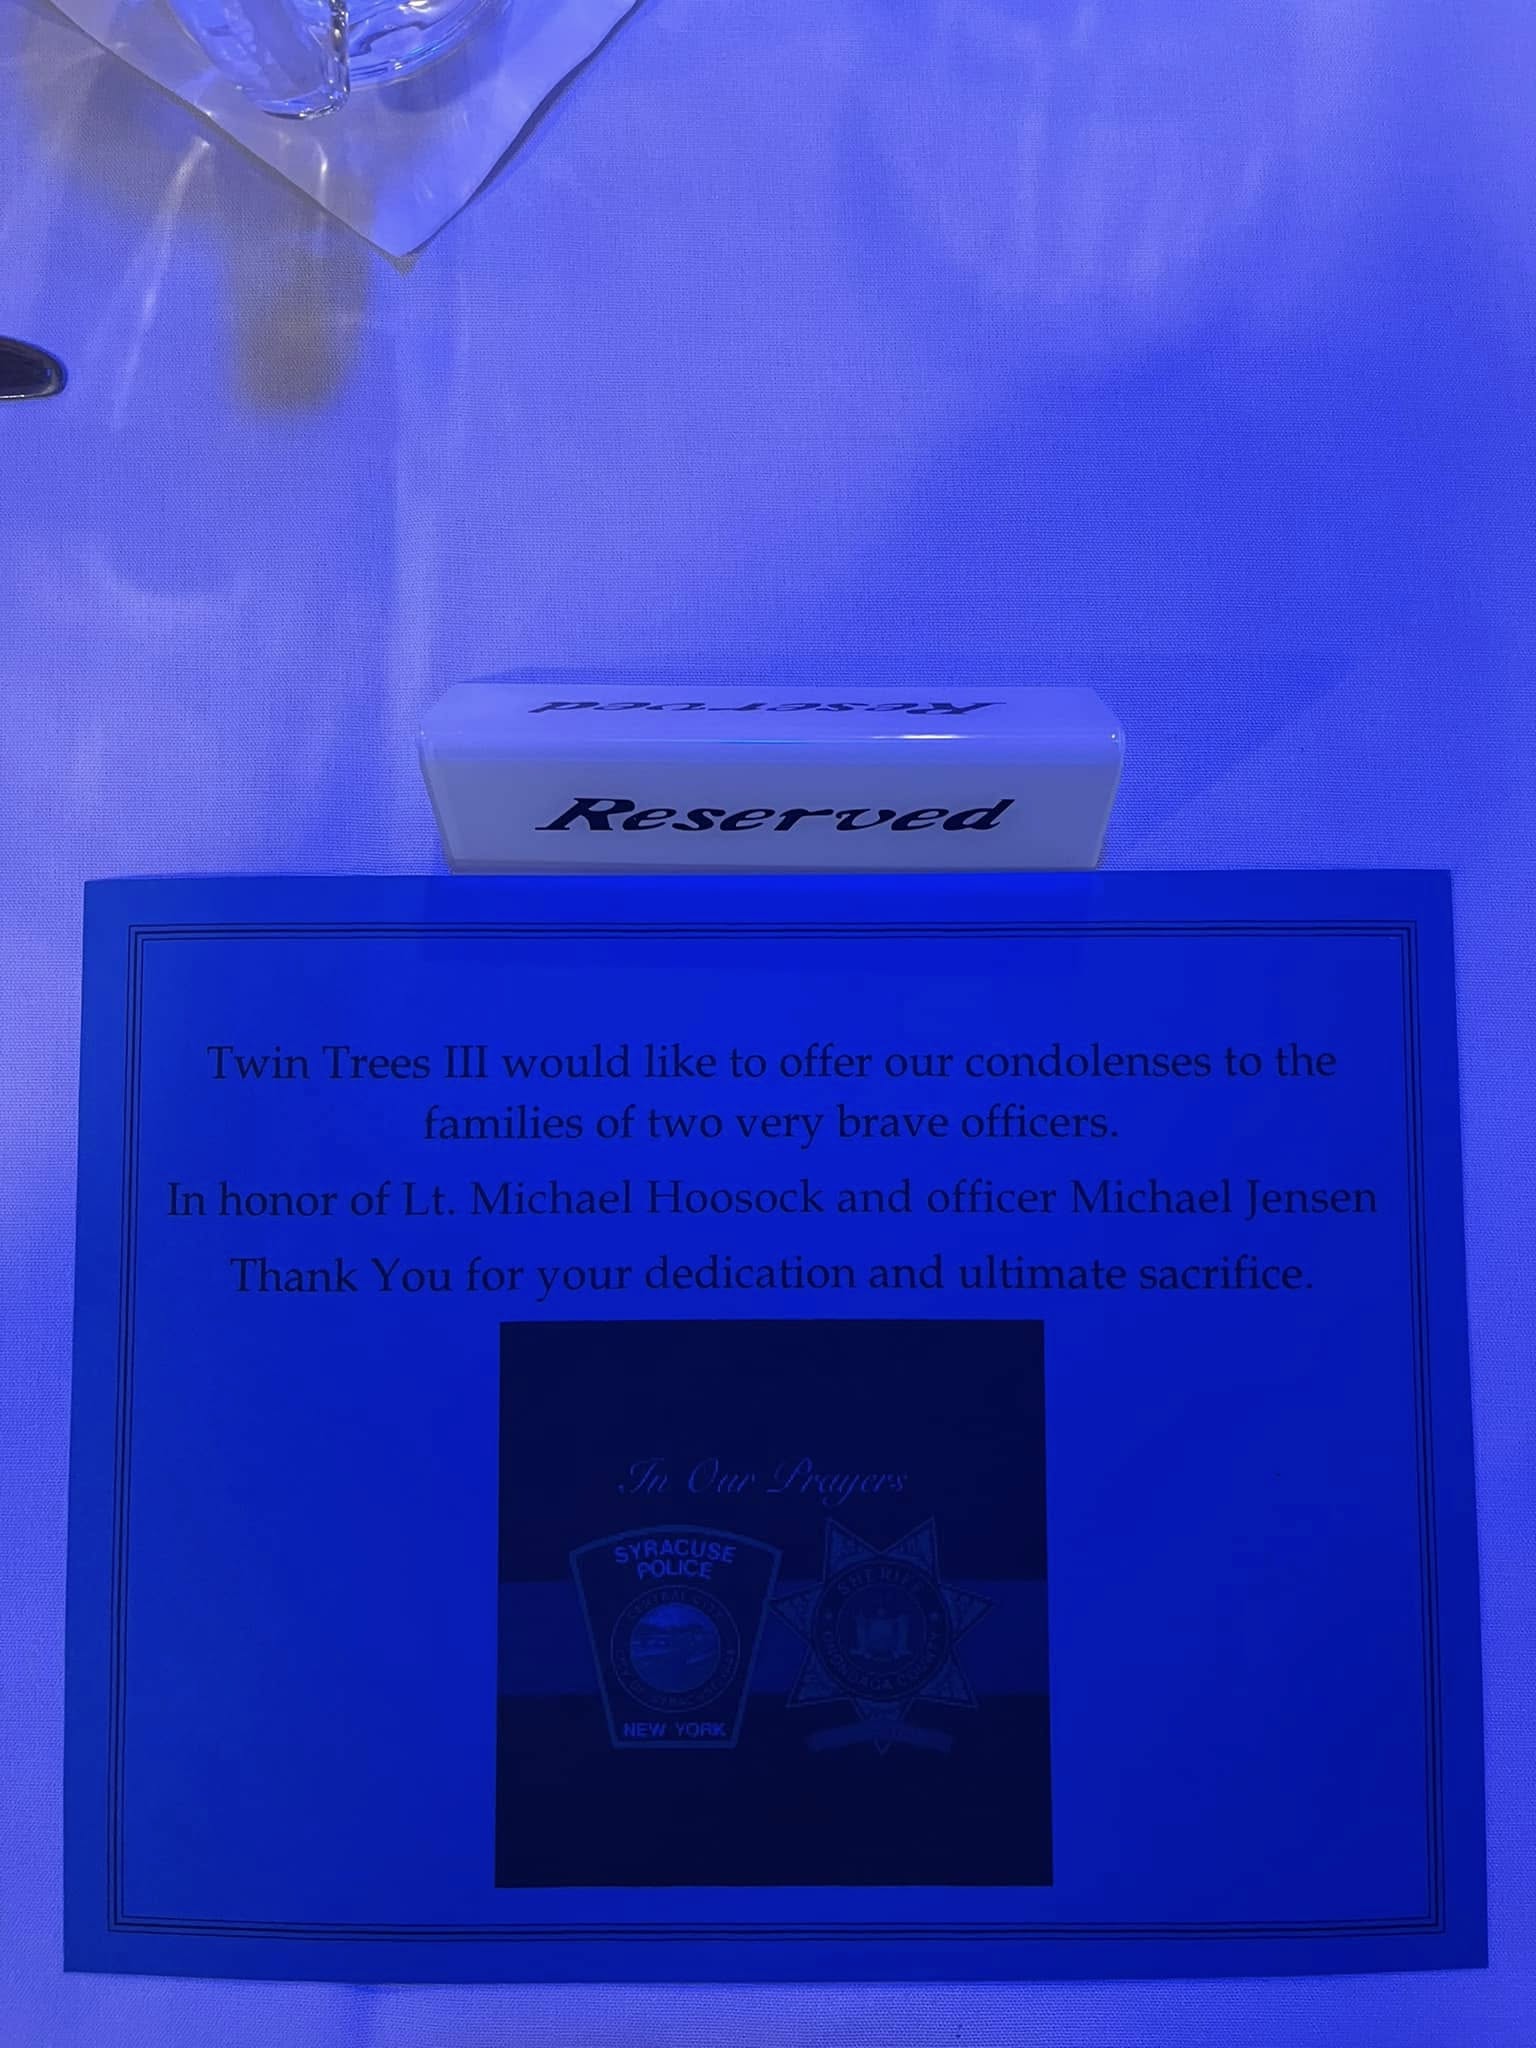 Reserved
Reserved
Twin Trees III would like to offer our condolenses to the
families of two very brave officers.
In honor of Lt. Michael Hoosock and officer Michael Jensen
Thank You for your dedication and ultimate sacrifice.
In Our Prayers
SYRACUSE
POLICE
NEW YORK
SHERIFF
ONONDAGA COUNTY